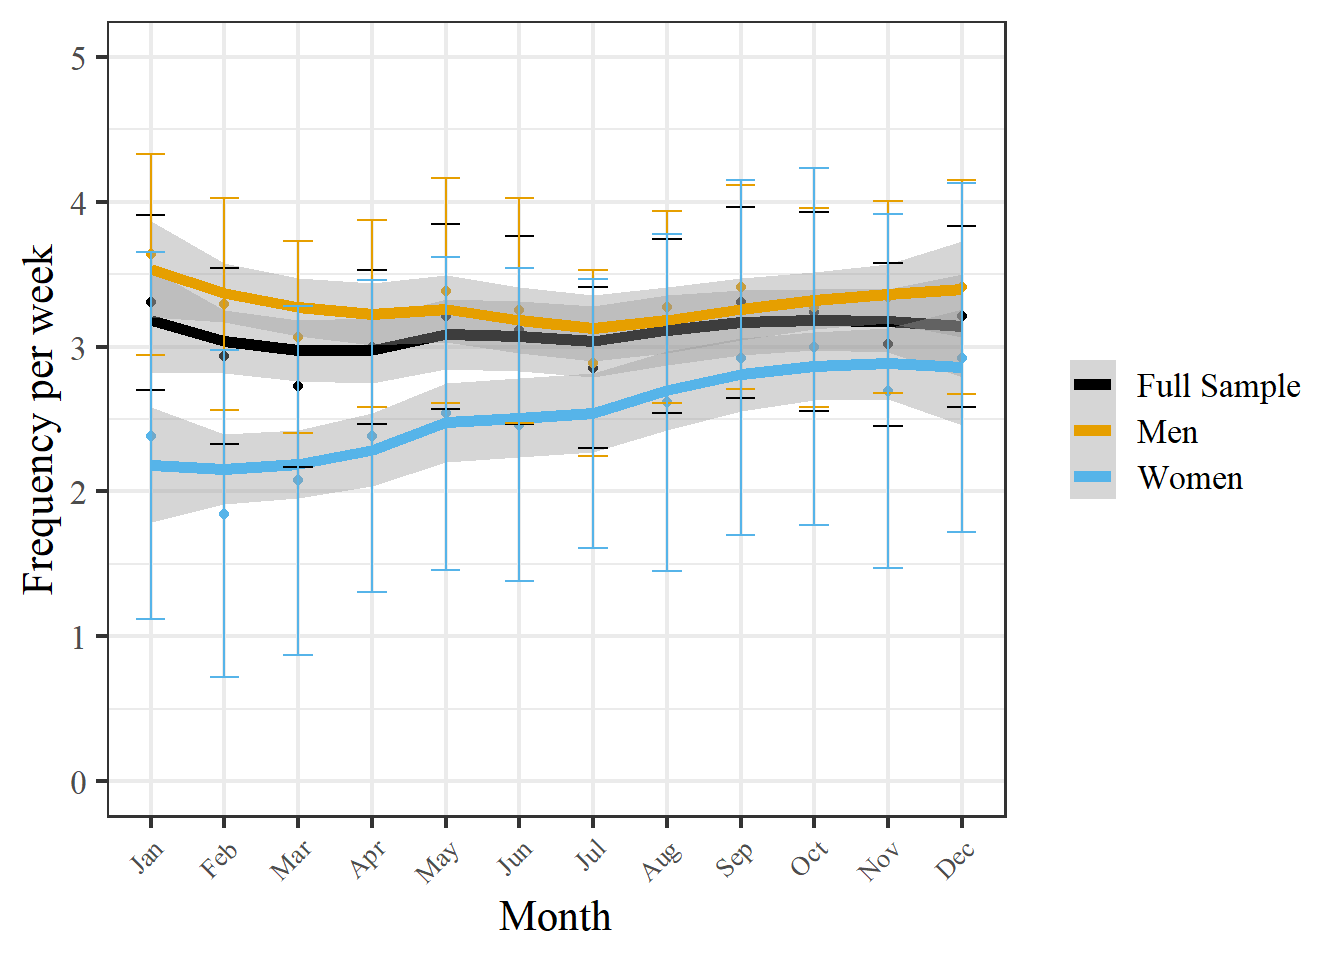 Frequency per week
5
4
3
2
1
0
Jan Feb Mar Apr May Jun Jul Aug Sep Oct Nov Dec
Month
Full Sample
Men
Women